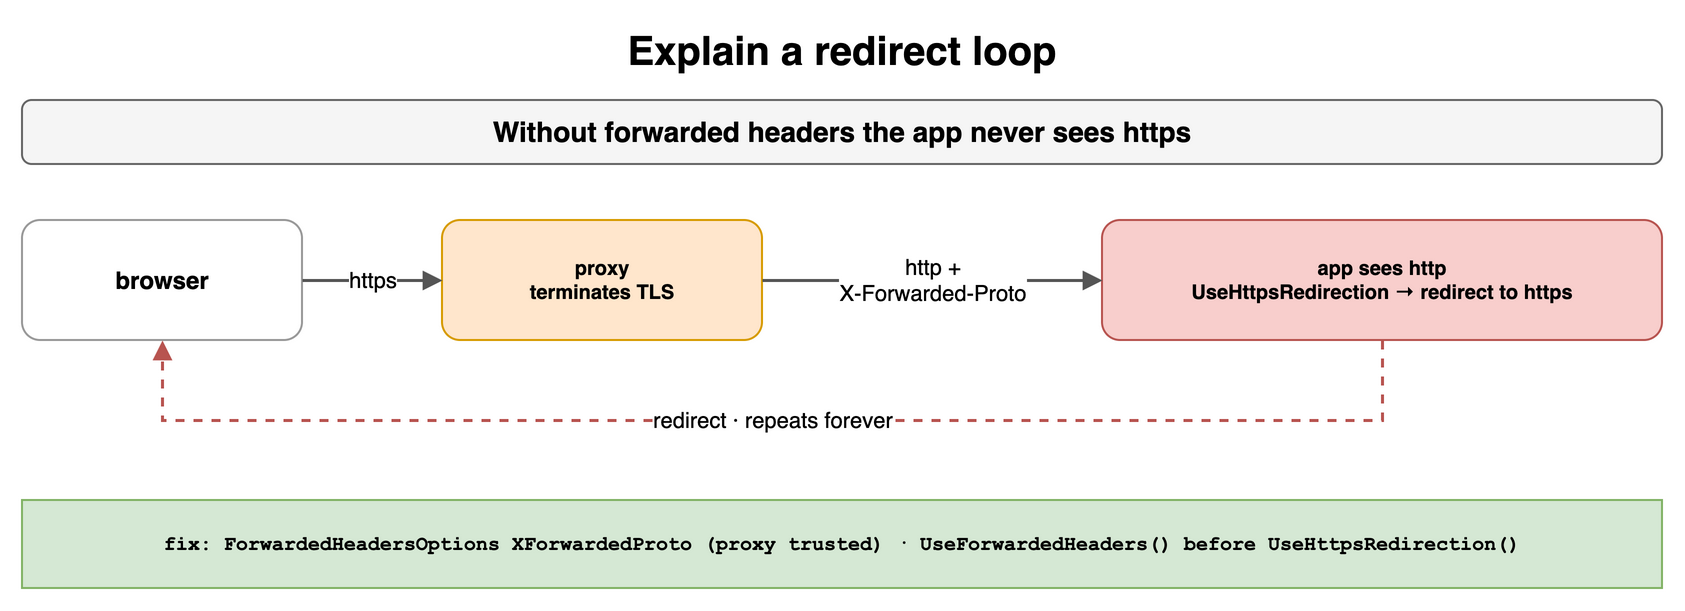 Explain a redirect loop
Without forwarded headers the app never sees https
browser
https
proxy
terminates TLS
http +
X-Forwarded-Proto
app sees http
UseHttpsRedirection → redirect to https
redirect · repeats forever
fix: ForwardedHeadersOptions XForwardedProto (proxy trusted) · UseForwardedHeaders() before UseHttpsRedirection()